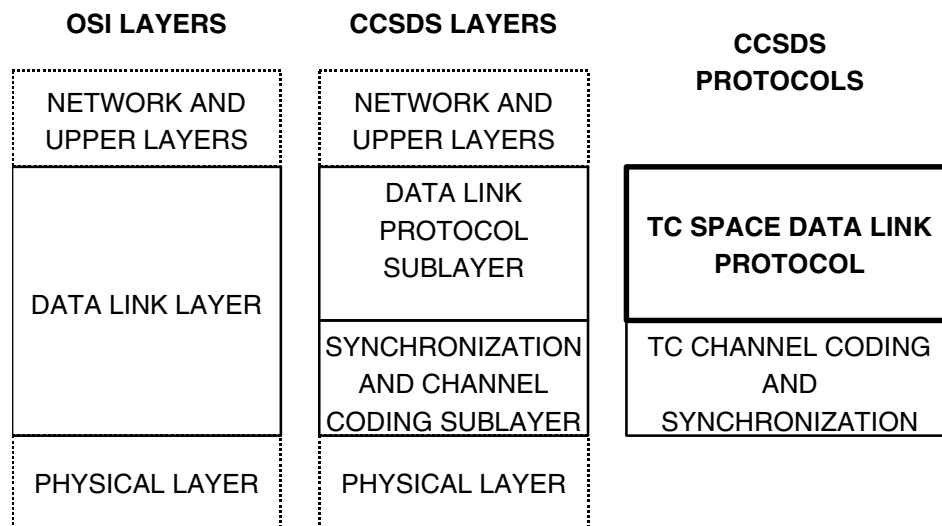 OSI LAYERS
CCSDS LAYERS
CCSDS
PROTOCOLS
NETWORK AND
UPPER LAYERS
NETWORK AND
UPPER LAYERS
DATA LINK LAYER
DATA LINK
PROTOCOL
SUBLAYER
TC SPACE DATA LINK
PROTOCOL
SYNCHRONIZATION
AND CHANNEL
CODING SUBLAYER
TC CHANNEL CODING
AND
SYNCHRONIZATION
PHYSICAL LAYER
PHYSICAL LAYER